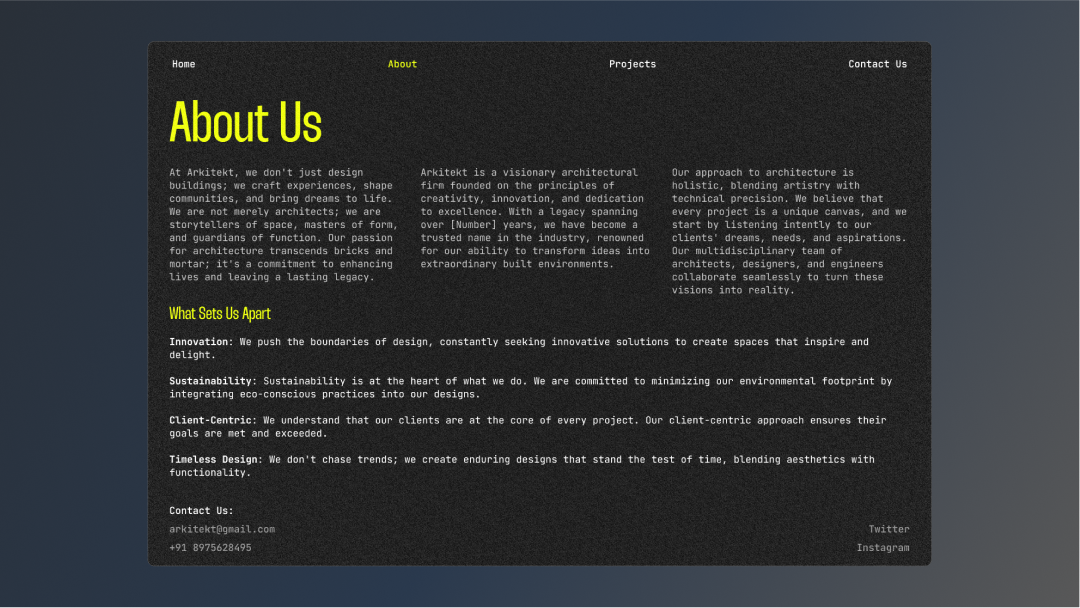 Home
About
Projects
Contact Us
About Us
At Arkitekt, we don't just design
buildings; we craft experiences, shape
communities, and bring dreams to life.
We are not merely architects; we are
storytellers of space, masters of form,
and guardians of function. Our passion
for architecture transcends bricks and
mortar; it's a commitment to enhancing
lives and leaving a lasting legacy.
Arkitekt is a visionary architectural
firm founded on the principles of
creativity, innovation, and dedication
to excellence. With a legacy spanning
over [Number] years, we have become a
trusted name in the industry, renowned
for our ability to transform ideas into
extraordinary built environments.
Our approach to architecture is
holistic, blending artistry with
technical precision. We believe that
every project is a unique canvas, and we
start by listening intently to our
clients' dreams, needs, and aspirations.
Our multidisciplinary team of
architects, designers, and engineers
collaborate seamlessly to turn these
visions into reality.
What Sets Us Apart
Innovation: We push the boundaries of design, constantly seeking innovative solutions to create spaces that inspire and
delight.
Sustainability: Sustainability is at the heart of what we do. We are committed to minimizing our environmental footprint by
integrating eco-conscious practices into our designs.
Client-Centric: We understand that our clients are at the core of every project. Our client-centric approach ensures their
goals are met and exceeded.
Timeless Design: We don't chase trends; we create enduring designs that stand the test of time, blending aesthetics with
functionality.
Contact Us:
arkitekt@gmail.com
+91 8975628495
Twitter
Instagram